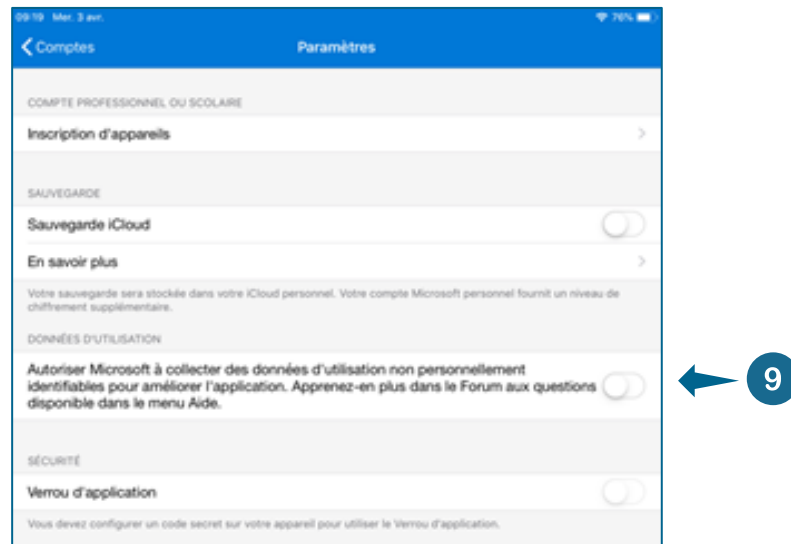 09:19 Mer. 3 avr. 76%
Comptes Paramètres
COMPTE PROFESSIONNEL OU SCOLAIRE
Inscription d'appareils
SAUVEGARDE
Sauvegarde iCloud
En savoir plus
Votre sauvegarde sera stockée dans votre iCloud personnel. Votre compte Microsoft personnel fournit un niveau de
chiffrement supplémentaire.
DONNÉES D'UTILISATION
Autoriser Microsoft à collecter des données d'utilisation non personnellement
identifiables pour améliorer l'application. Apprenez-en plus dans le Forum aux questions
disponible dans le menu Aide.
9
SÉCURITÉ
Verrou d'application
Vous devez configurer un code secret sur votre appareil pour utiliser le Verrou d'application.